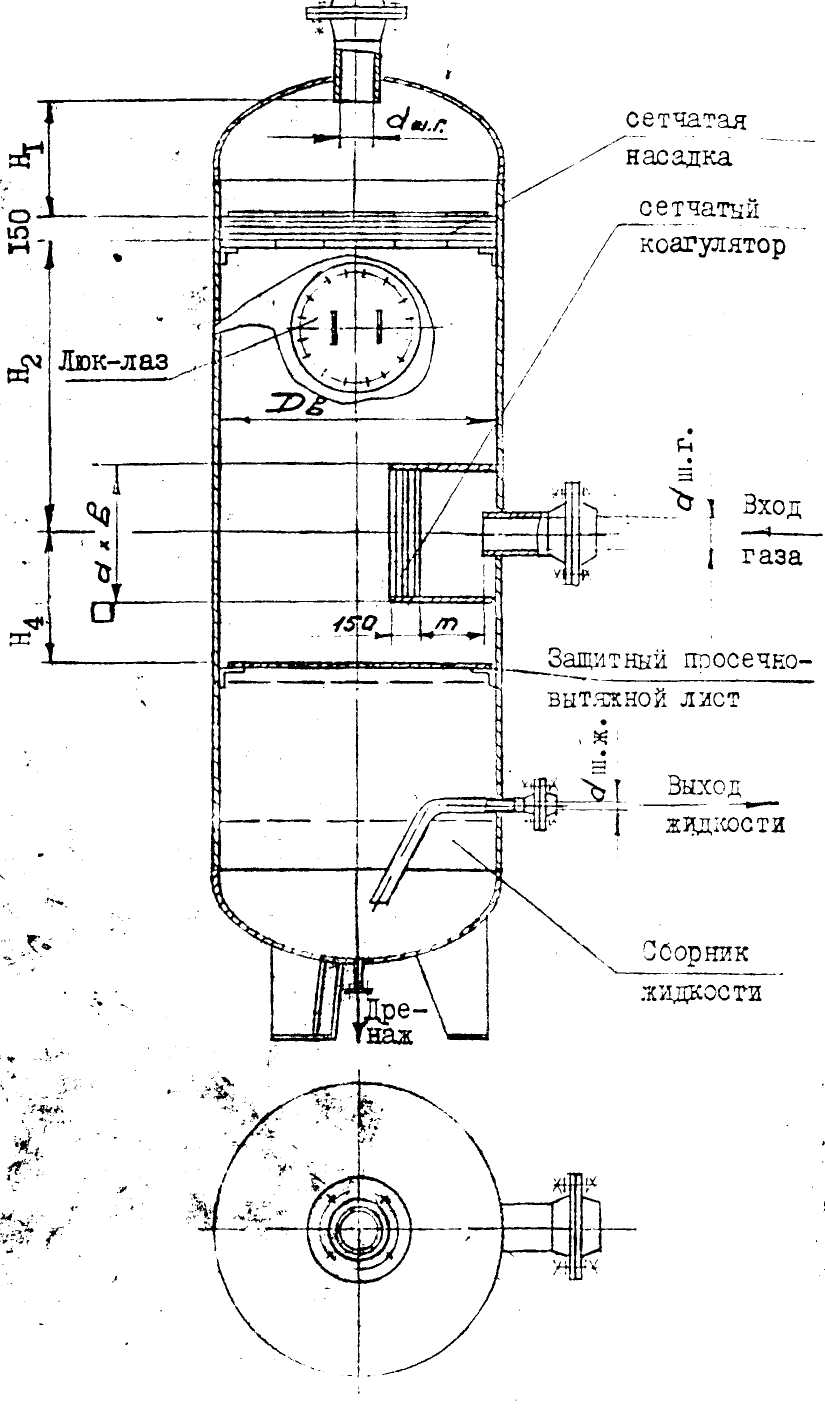 dш.г.
сетчатая
насадка
H1
150
сетчатый
коагулятор
H2
Люк-лаз
Dв
dш.г.
Вход
газа
d × в
H4
150
m
Защитный просечно-
вытяжной лист
dш.ж.
Выход
жидкости
Сборник
жидкости
Дре-
наж